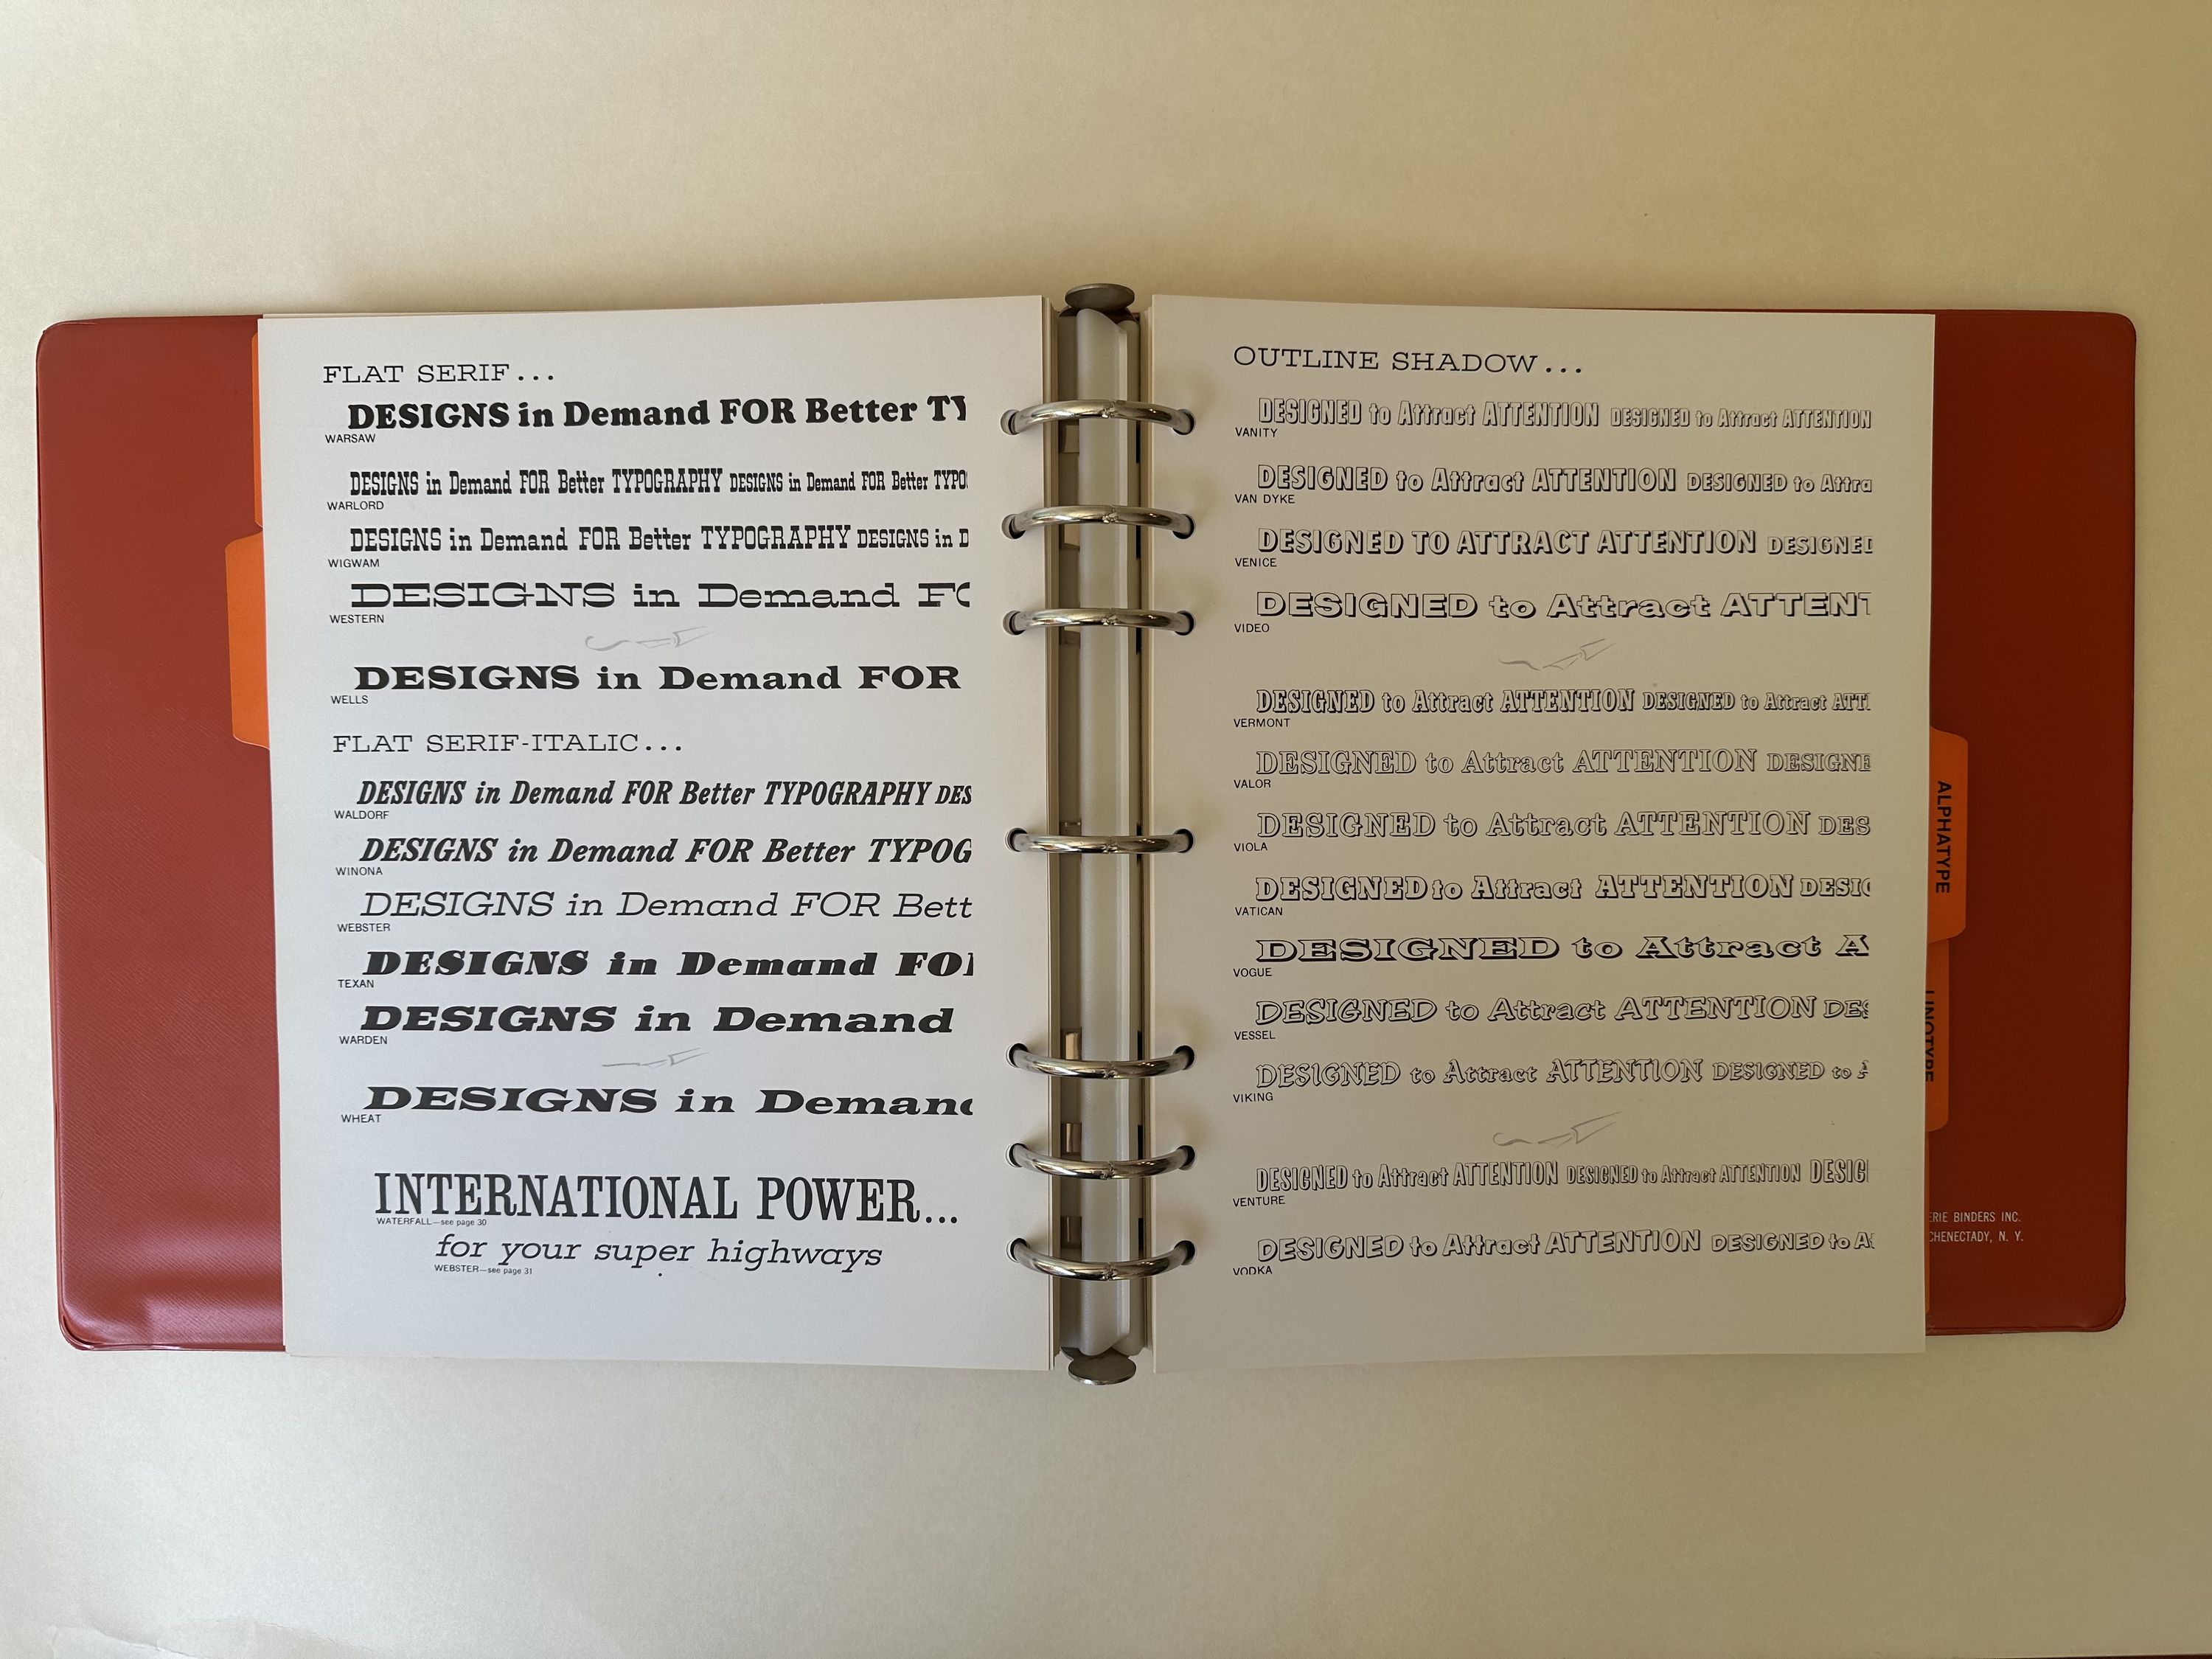 FLAT SERIF...
DESIGNS in Demand FOR Better TY
WARSAW
DESIGNS in Demand FOR Better TYPOGRAPHY DESIGNS in Demand FOR Better TYPO
WARLORD
DESIGNS in Demand FOR Better TYPOGRAPHY DESIGNS in D
WIGWAM
DESIGNS in Demand FO
WESTERN
DESIGNS in Demand FOR
WELLS
FLAT SERIF-ITALIC...
DESIGNS in Demand FOR Better TYPOGRAPHY DES
WALDORF
DESIGNS in Demand FOR Better TYPOG
WINONA
DESIGNS in Demand FOR Bett
WEBSTER
DESIGNS in Demand FOR
TEXAN
DESIGNS in Demand
WARDEN
DESIGNS in Demand
WHEAT
INTERNATIONAL POWER...
WATERFALL—see page 30
for your super highways
WEBSTER—see page 31
OUTLINE SHADOW...
DESIGNED to Attract ATTENTION DESIGNED to Attract ATTENTION
VANITY
DESIGNED to Attract ATTENTION DESIGNED to Attra
VAN DYKE
DESIGNED TO ATTRACT ATTENTION DESIGNED
VENICE
DESIGNED to Attract ATTENT
VIDEO
DESIGNED to Attract ATTENTION DESIGNED to Attract ATTE
VERMONT
DESIGNED to Attract ATTENTION DESIGNE
VALOR
DESIGNED to Attract ATTENTION DES
VIOLA
DESIGNED to Attract ATTENTION DESIG
VATICAN
DESIGNED to Attract A
VOGUE
DESIGNED to Attract ATTENTION DES
VESSEL
DESIGNED to Attract ATTENTION DESIGNED to A
VIKING
DESIGNED to Attract ATTENTION DESIGNED to Attract ATTENTION DESIG
VENTURE
DESIGNED to Attract ATTENTION DESIGNED to At
VODKA
ALPHATYPE
LINOTYPE
ERIE BINDERS INC.
CHENECTADY, N. Y.